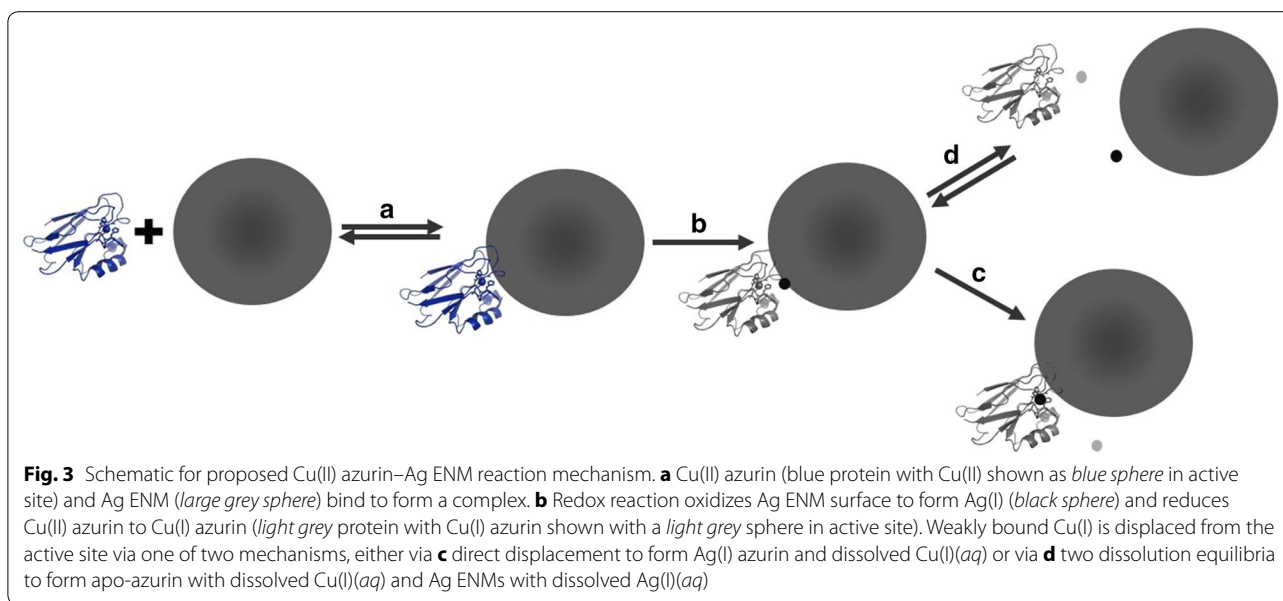 a
b
d
c
Fig. 3 Schematic for proposed Cu(II) azurin–Ag ENM reaction mechanism. a Cu(II) azurin (blue protein with Cu(II) shown as blue sphere in active
site) and Ag ENM (large grey sphere) bind to form a complex. b Redox reaction oxidizes Ag ENM surface to form Ag(I) (black sphere) and reduces
Cu(II) azurin to Cu(I) azurin (light grey protein with Cu(I) azurin shown with a light grey sphere in active site). Weakly bound Cu(I) is displaced from the
active site via one of two mechanisms, either via c direct displacement to form Ag(I) azurin and dissolved Cu(I)(aq) or via d two dissolution equilibria
to form apo-azurin with dissolved Cu(I)(aq) and Ag ENMs with dissolved Ag(I)(aq)